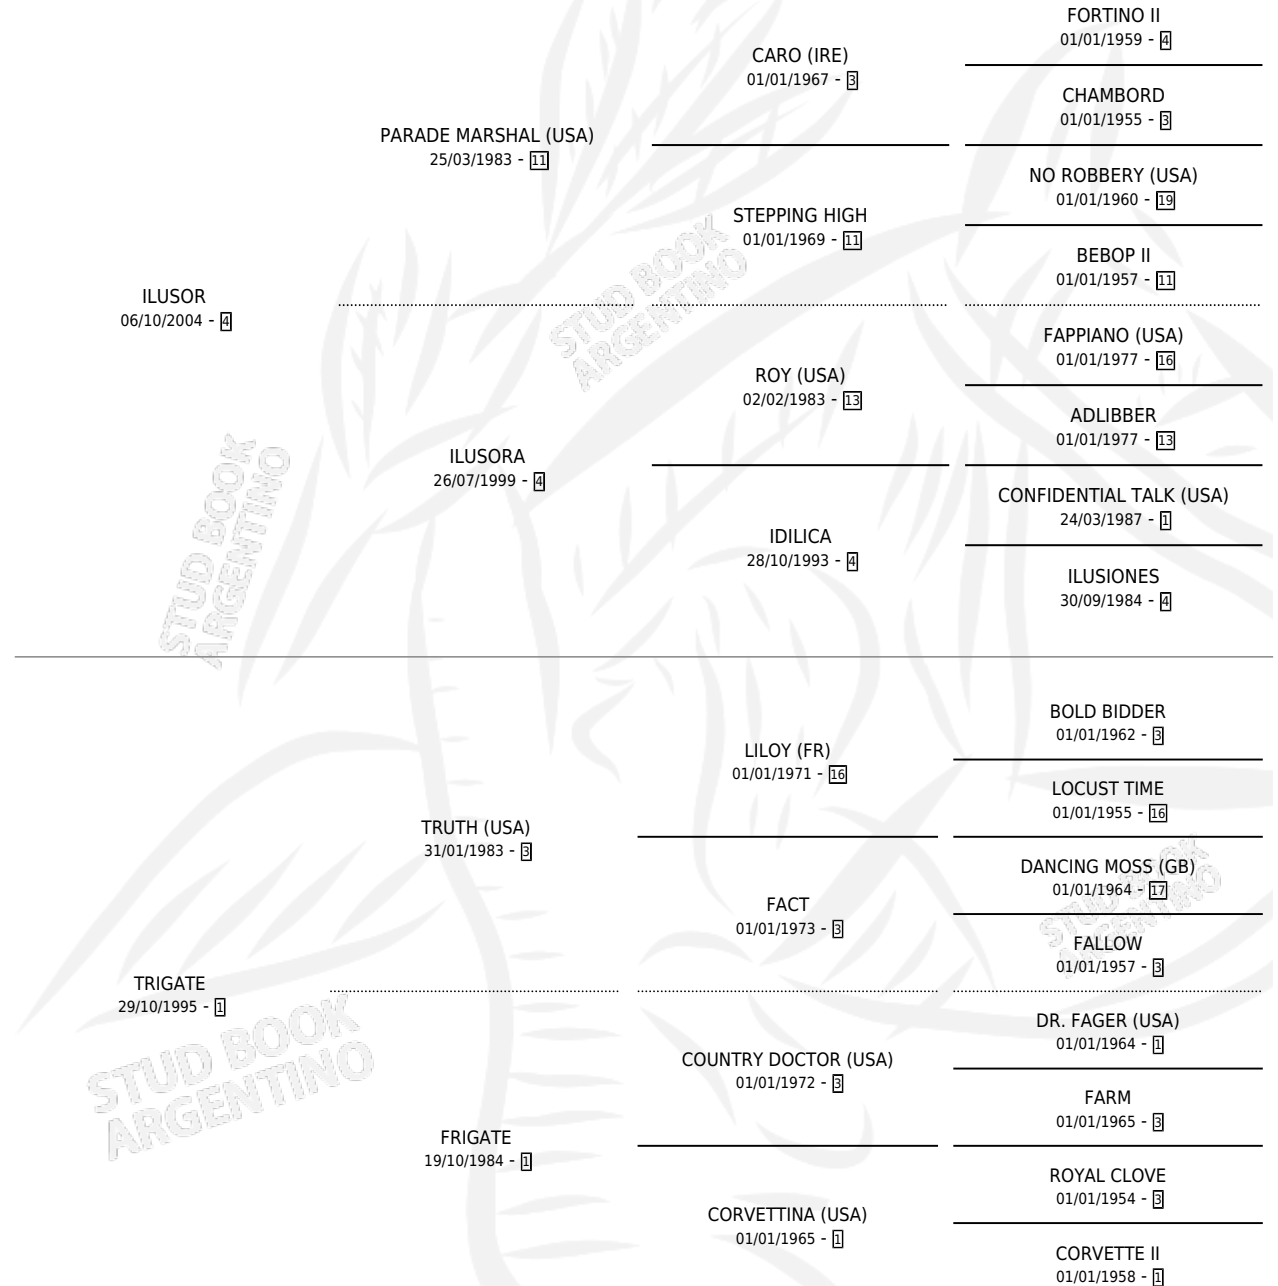 FORTINO II
01/01/1959 - 4
CARO (IRE)
01/01/1967 - 3
CHAMBORD
01/01/1955 - 3
PARADE MARSHAL (USA)
25/03/1983 - 11
NO ROBBERY (USA)
01/01/1960 - 19
STEPPING HIGH
01/01/1969 - 11
BEBOP II
01/01/1957 - 11
ILUSOR
06/10/2004 - 4
FAPPIANO (USA)
01/01/1977 - 16
ROY (USA)
02/02/1983 - 13
ADLIBBER
01/01/1977 - 13
ILUSORA
26/07/1999 - 4
CONFIDENTIAL TALK (USA)
24/03/1987 - 1
IDILICA
28/10/1993 - 4
ILUSIONES
30/09/1984 - 4
STUD BOOK
ARGENTINO
STUD BOOK
ARGENTINO
BOLD BIDDER
01/01/1962 - 3
LILOY (FR)
01/01/1971 - 16
LOCUST TIME
01/01/1955 - 16
TRUTH (USA)
31/01/1983 - 3
DANCING MOSS (GB)
01/01/1964 - 17
FACT
01/01/1973 - 3
FALLOW
01/01/1957 - 3
TRIGATE
29/10/1995 - 1
DR. FAGER (USA)
01/01/1964 - 1
COUNTRY DOCTOR (USA)
01/01/1972 - 3
FARM
01/01/1965 - 3
FRIGATE
19/10/1984 - 1
ROYAL CLOVE
01/01/1954 - 3
CORVETTINA (USA)
01/01/1965 - 1
CORVETTE II
01/01/1958 - 1
STUD BOOK
ARGENTINO
STUD BOOK
ARGENTINO